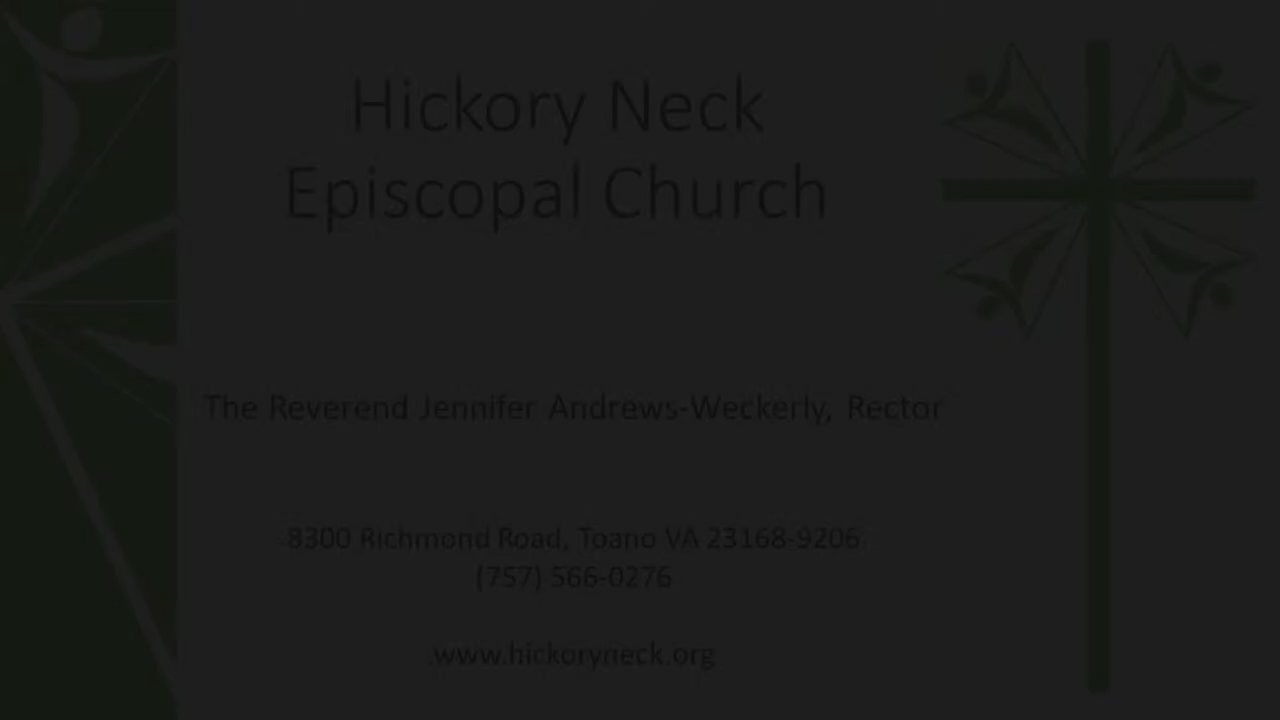 Hickory Neck
Episcopal Church
The Reverend Jennifer Andrews-Weckerly, Rector
8300 Richmond Road, Toano VA 23168-9206
(757) 566-0276
www.hickoryneck.org